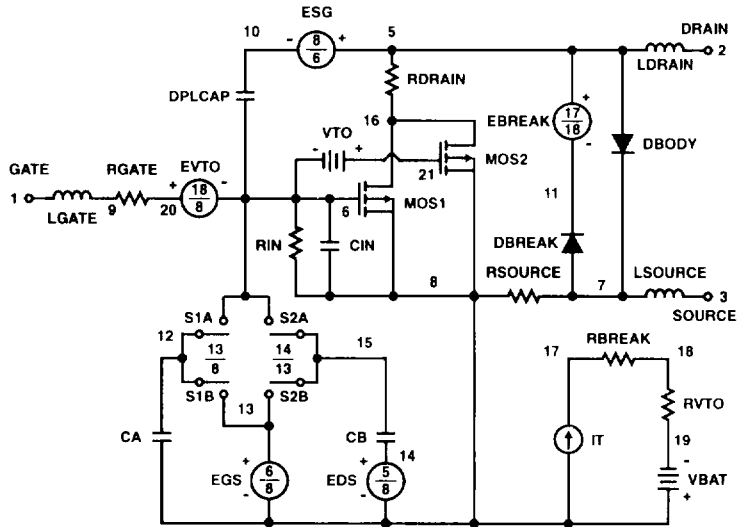 ESG
10
-
8
6
+
5
DRAIN
2
LDRAIN
DPLCAP
RDRAIN
16
VTO
-
+
EBREAK
+
17
18
-
DBODY
MOS2
21
GATE
1
LGATE
9
RGATE
20
EVTO
+
18
8
-
6
MOS1
11
RIN
CIN
DBREAK
8
RSOURCE
7
LSOURCE
3
SOURCE
S1A
S2A
12
13
8
14
13
15
S1B
13
S2B
RBREAK
17
18
RVTO
CA
CB
14
IT
19
-
VBAT
+
EGS
+
6
8
-
EDS
+
5
8
-